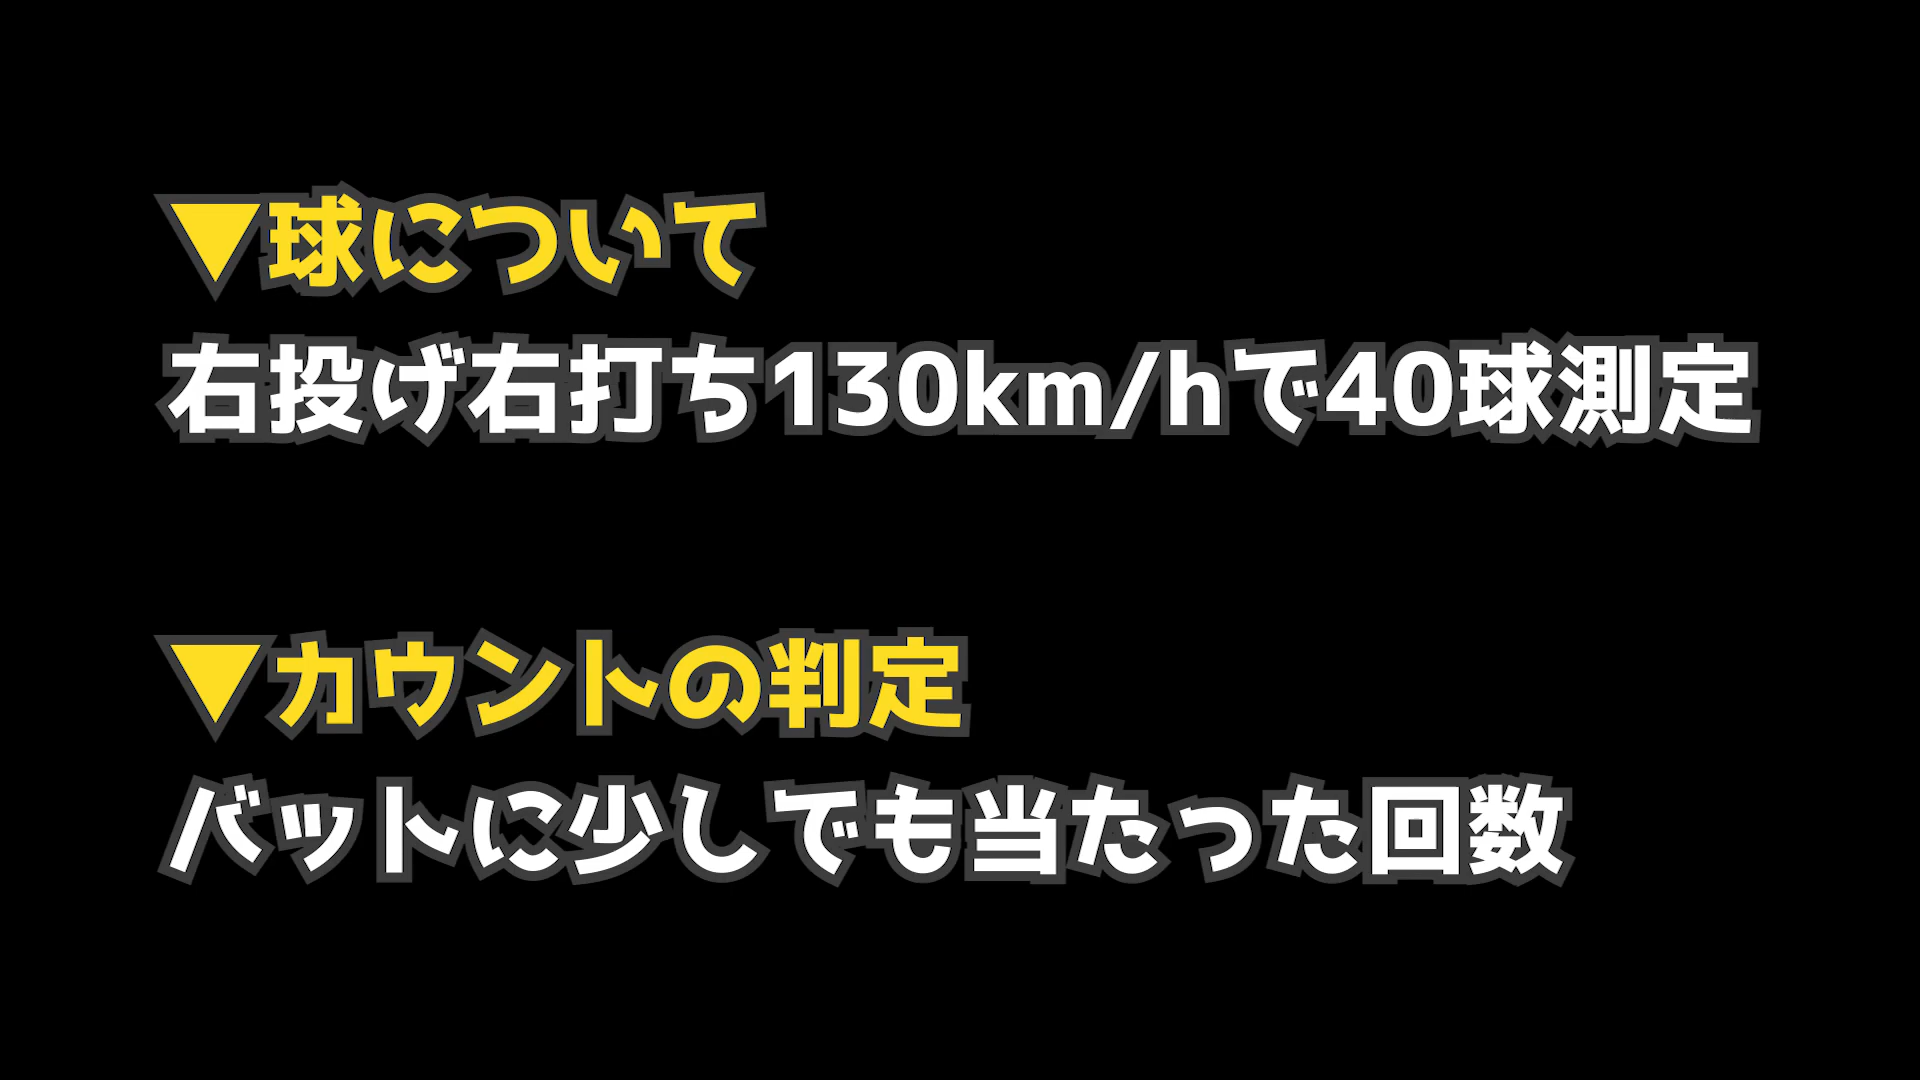 ▼球について
右投げ右打ち130km/hで40球測定
▼カウントの判定
バットに少しでも当たった回数